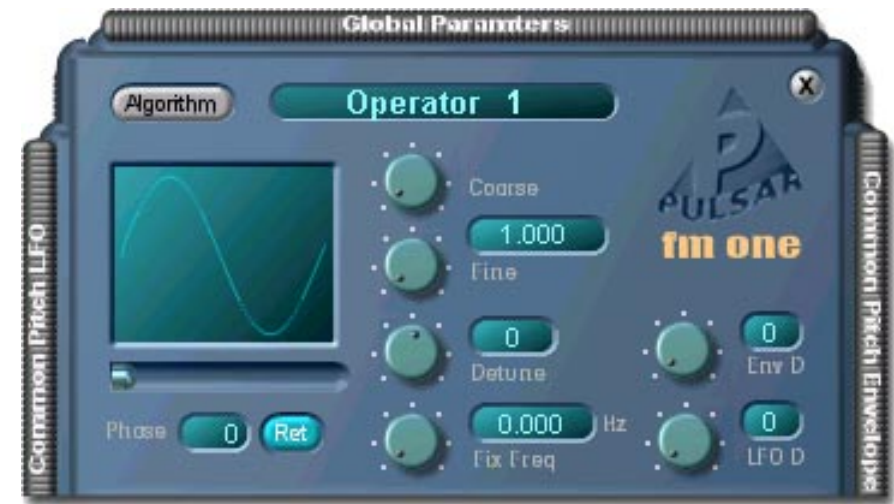 Global Paramters
Algorithm
Operator 1
X
P
PULSAR
fm one
Coarse
1.000
Fine
0
Detune
0
Env D
Phase
0
Ret
0.000
Hz
Fix Freq
0
LFO D
Common Pitch LFO
Common Pitch Envelope